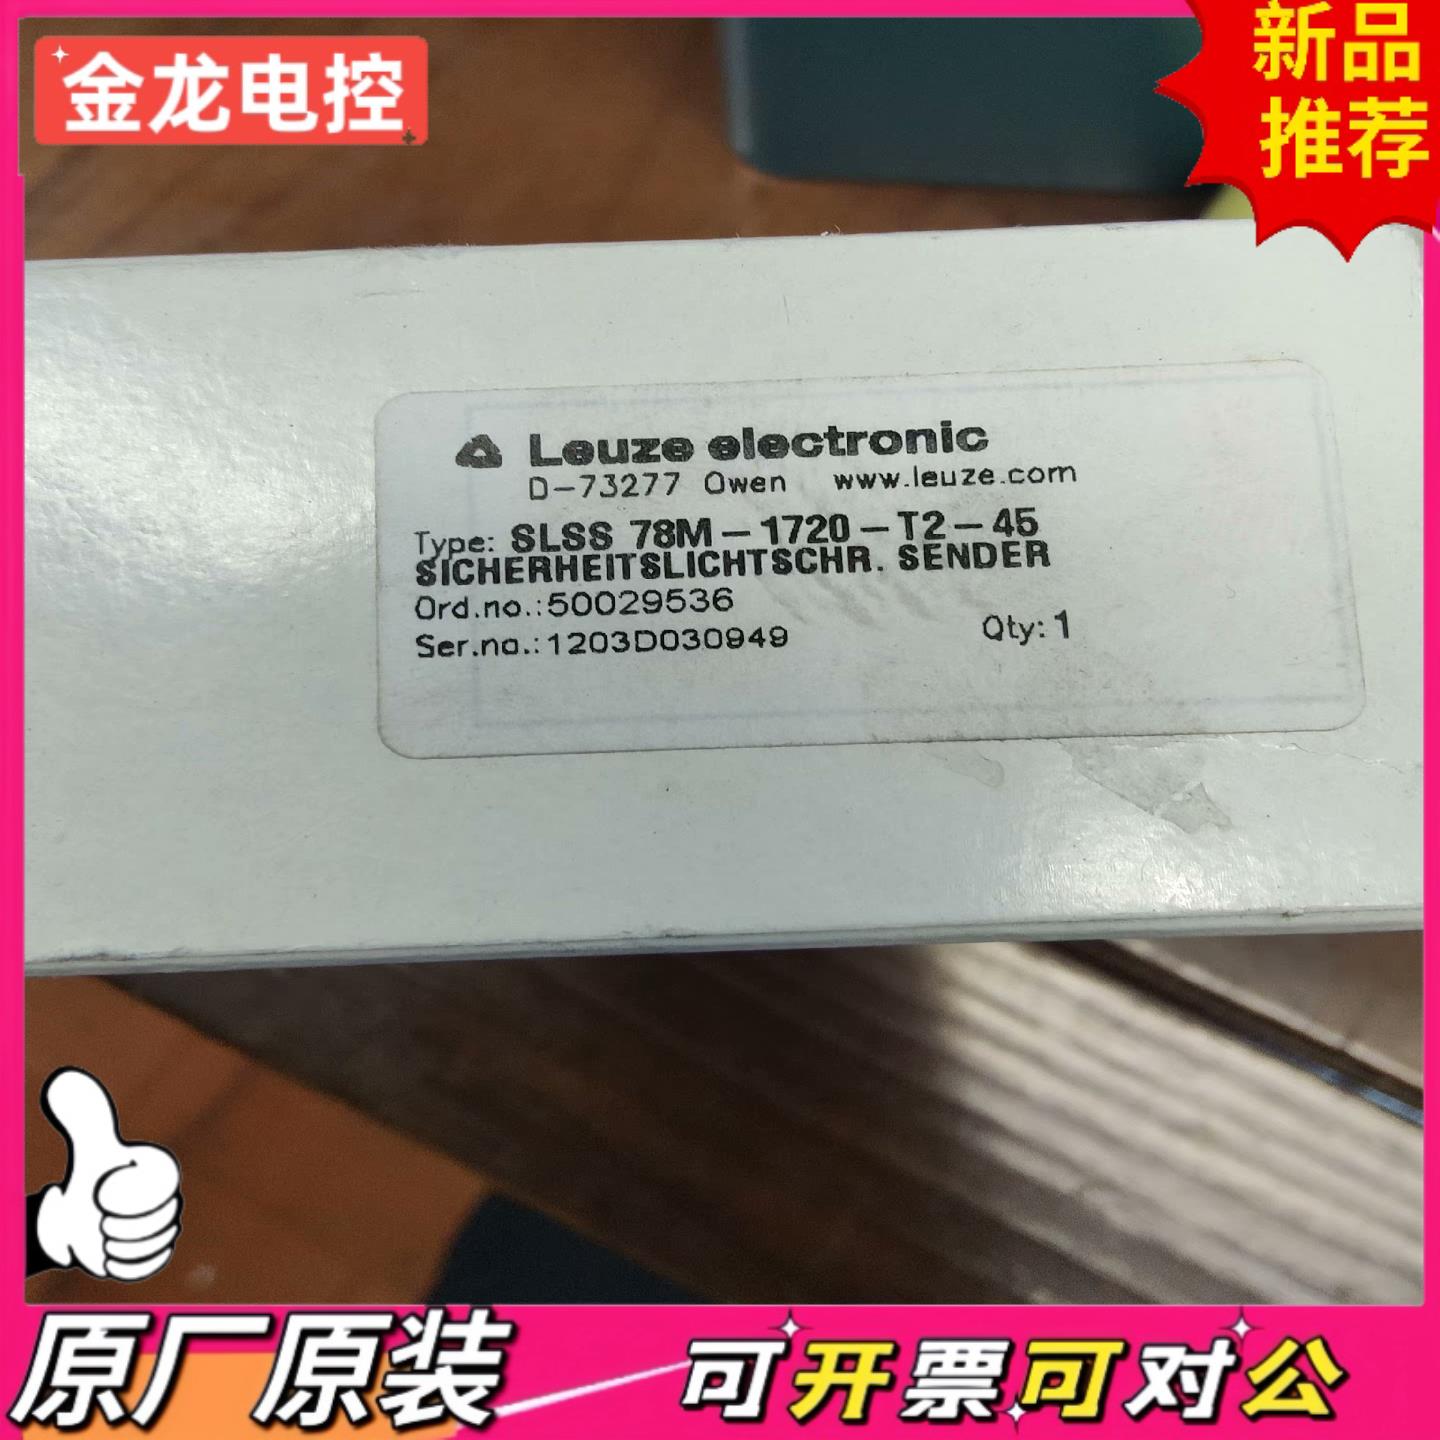 金龙电控
新品
推荐
Leuze electronic
D-73277 Owen www.leuze.com
Type: SLSS 78M-1720-T2-45
SICHERHEITSLICHTSCHR. SENDER
Ord.no.:50029536
Ser.no.:1203D030949
Qty: 1
原厂原装
可开票可对公